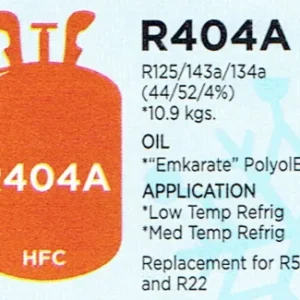 R404A
R125/143a/134a
(44/52/4%)
*10.9 kgs.
OIL
*“Emkarate” PolyolE
APPLICATION
*Low Temp Refrig
*Med Temp Refrig
Replacement for R5
and R22
R404A
HFC